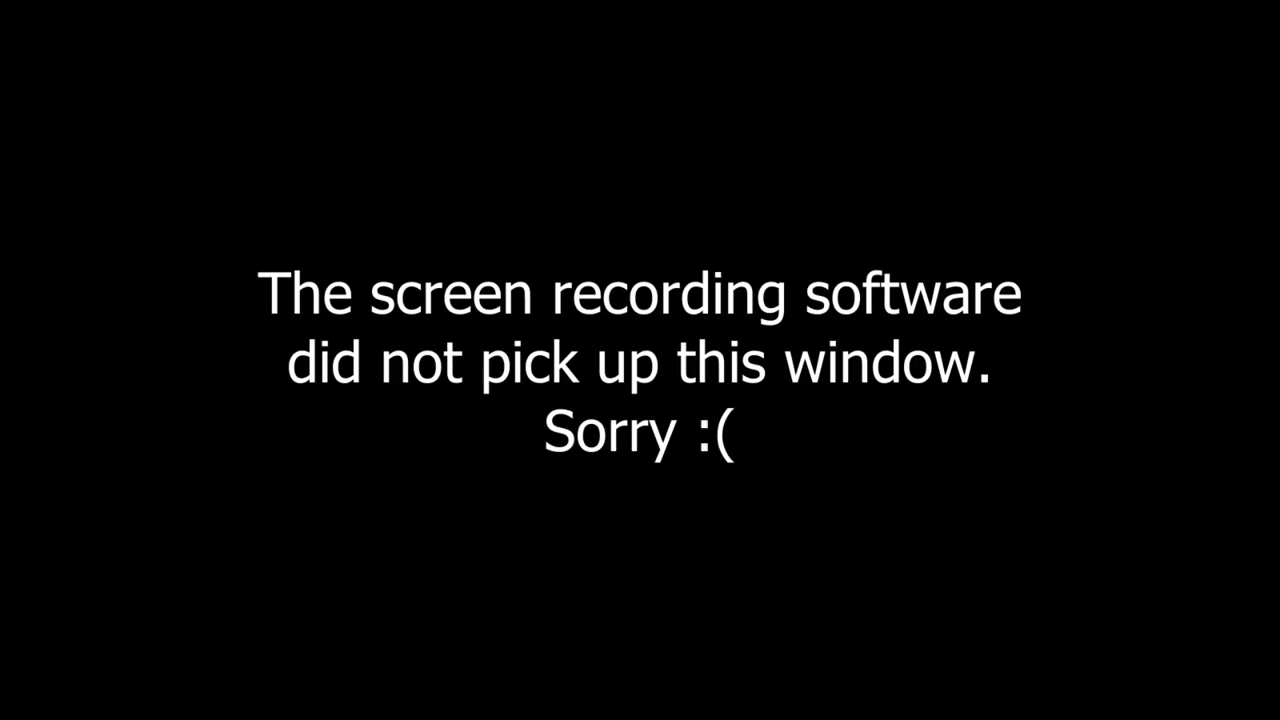 The screen recording software
did not pick up this window.
Sorry :(